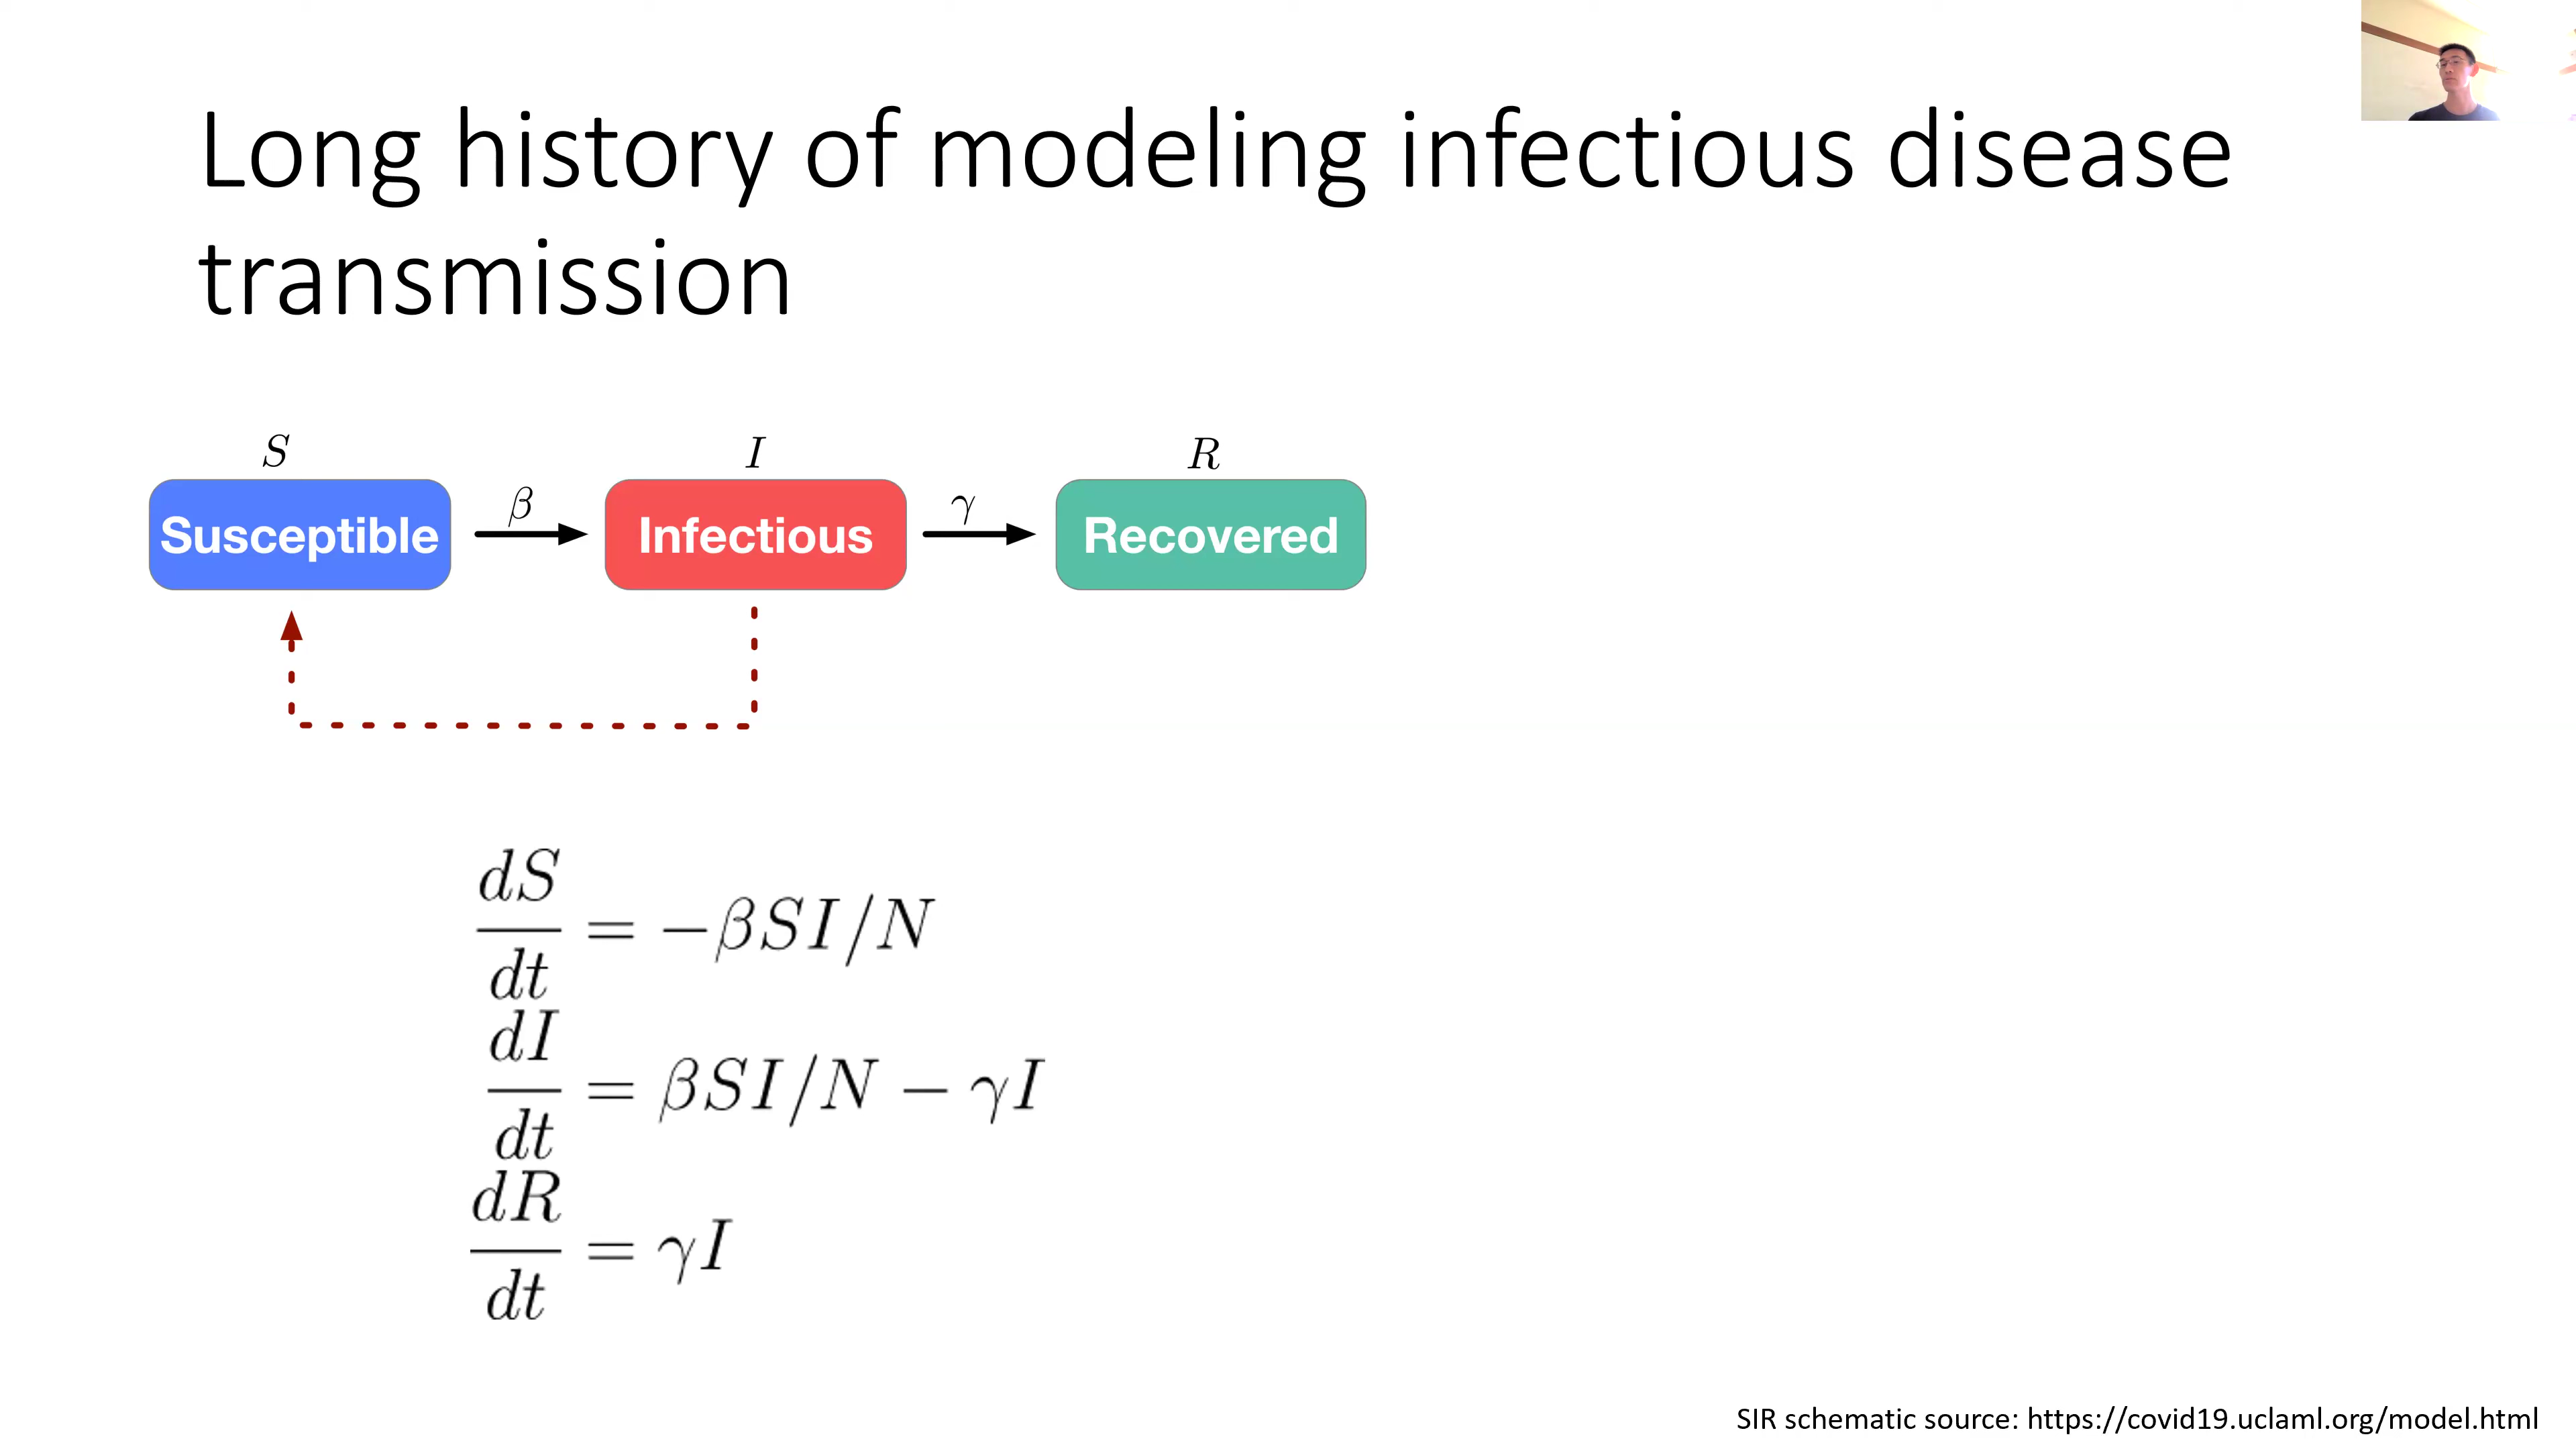 Long history of modeling infectious disease
transmission
S I R
Susceptible β Infectious γ Recovered
dS/dt = −βSI/N
dI/dt = βSI/N − γI
dR/dt = γI
SIR schematic source: https://covid19.uclaml.org/model.html